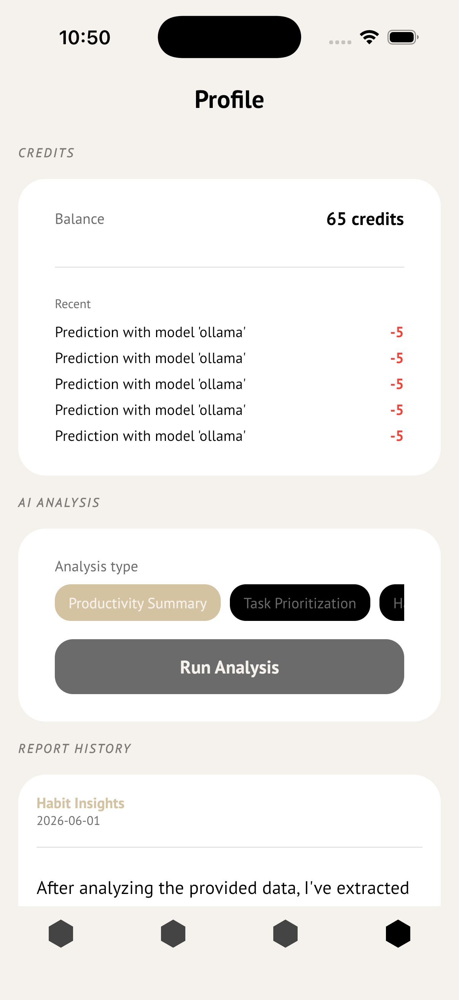 10:50
Profile
CREDITS
Balance
65 credits
Recent
Prediction with model 'ollama'
-5
Prediction with model 'ollama'
-5
Prediction with model 'ollama'
-5
Prediction with model 'ollama'
-5
Prediction with model 'ollama'
-5
AI ANALYSIS
Analysis type
Productivity Summary
Task Prioritization
Run Analysis
REPORT HISTORY
Habit Insights
2026-06-01
After analyzing the provided data, I've extracted